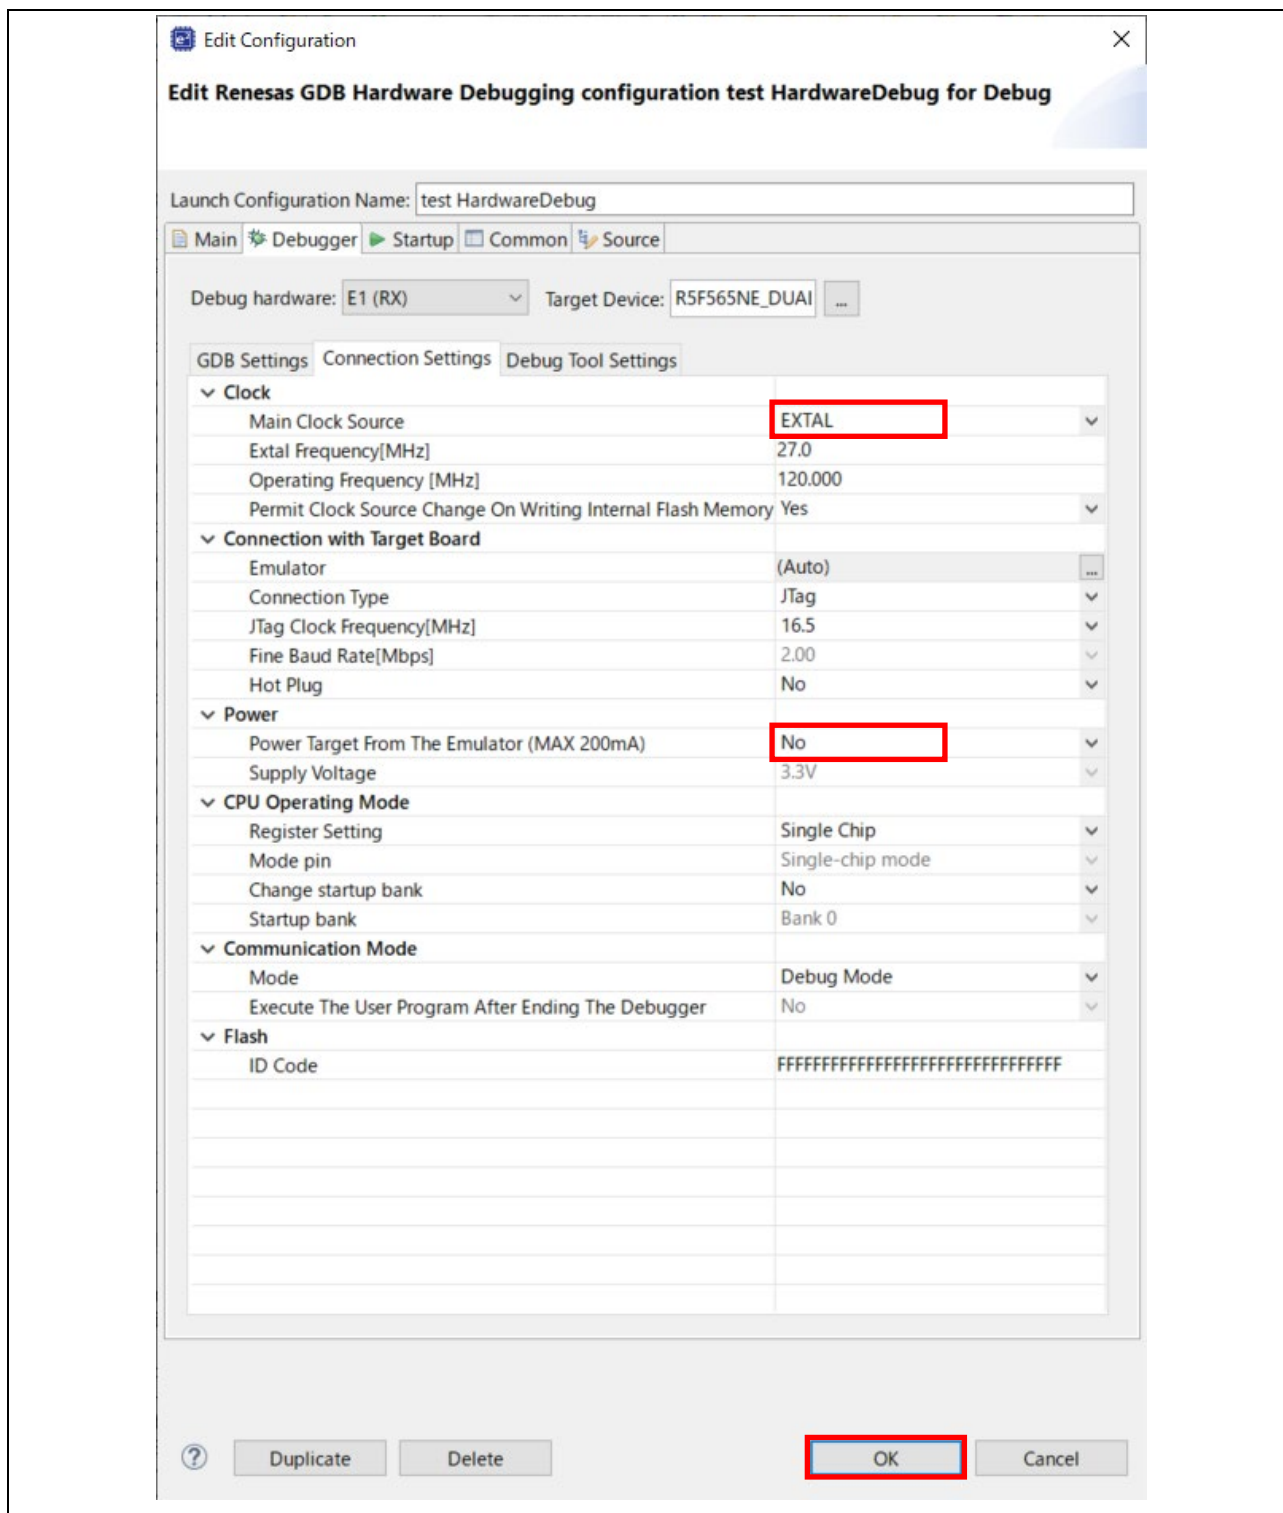 Edit Configuration
Edit Renesas GDB Hardware Debugging configuration test HardwareDebug for Debug
Launch Configuration Name: test HardwareDebug
Main Debugger Startup Common Source
Debug hardware: E1 (RX) Target Device: R5F565NE_DUAL ...
GDB Settings Connection Settings Debug Tool Settings
Clock
Main Clock Source EXTAL
Extal Frequency[MHz] 27.0
Operating Frequency [MHz] 120.000
Permit Clock Source Change On Writing Internal Flash Memory Yes
Connection with Target Board
Emulator (Auto) ...
Connection Type JTag
JTag Clock Frequency[MHz] 16.5
Fine Baud Rate[Mbps] 2.00
Hot Plug No
Power
Power Target From The Emulator (MAX 200mA) No
Supply Voltage 3.3V
CPU Operating Mode
Register Setting Single Chip
Mode pin Single-chip mode
Change startup bank No
Startup bank Bank 0
Communication Mode
Mode Debug Mode
Execute The User Program After Ending The Debugger No
Flash
ID Code FFFFFFFFFFFFFFFFFFFFFFFFFFFFFFFF
? Duplicate Delete OK Cancel